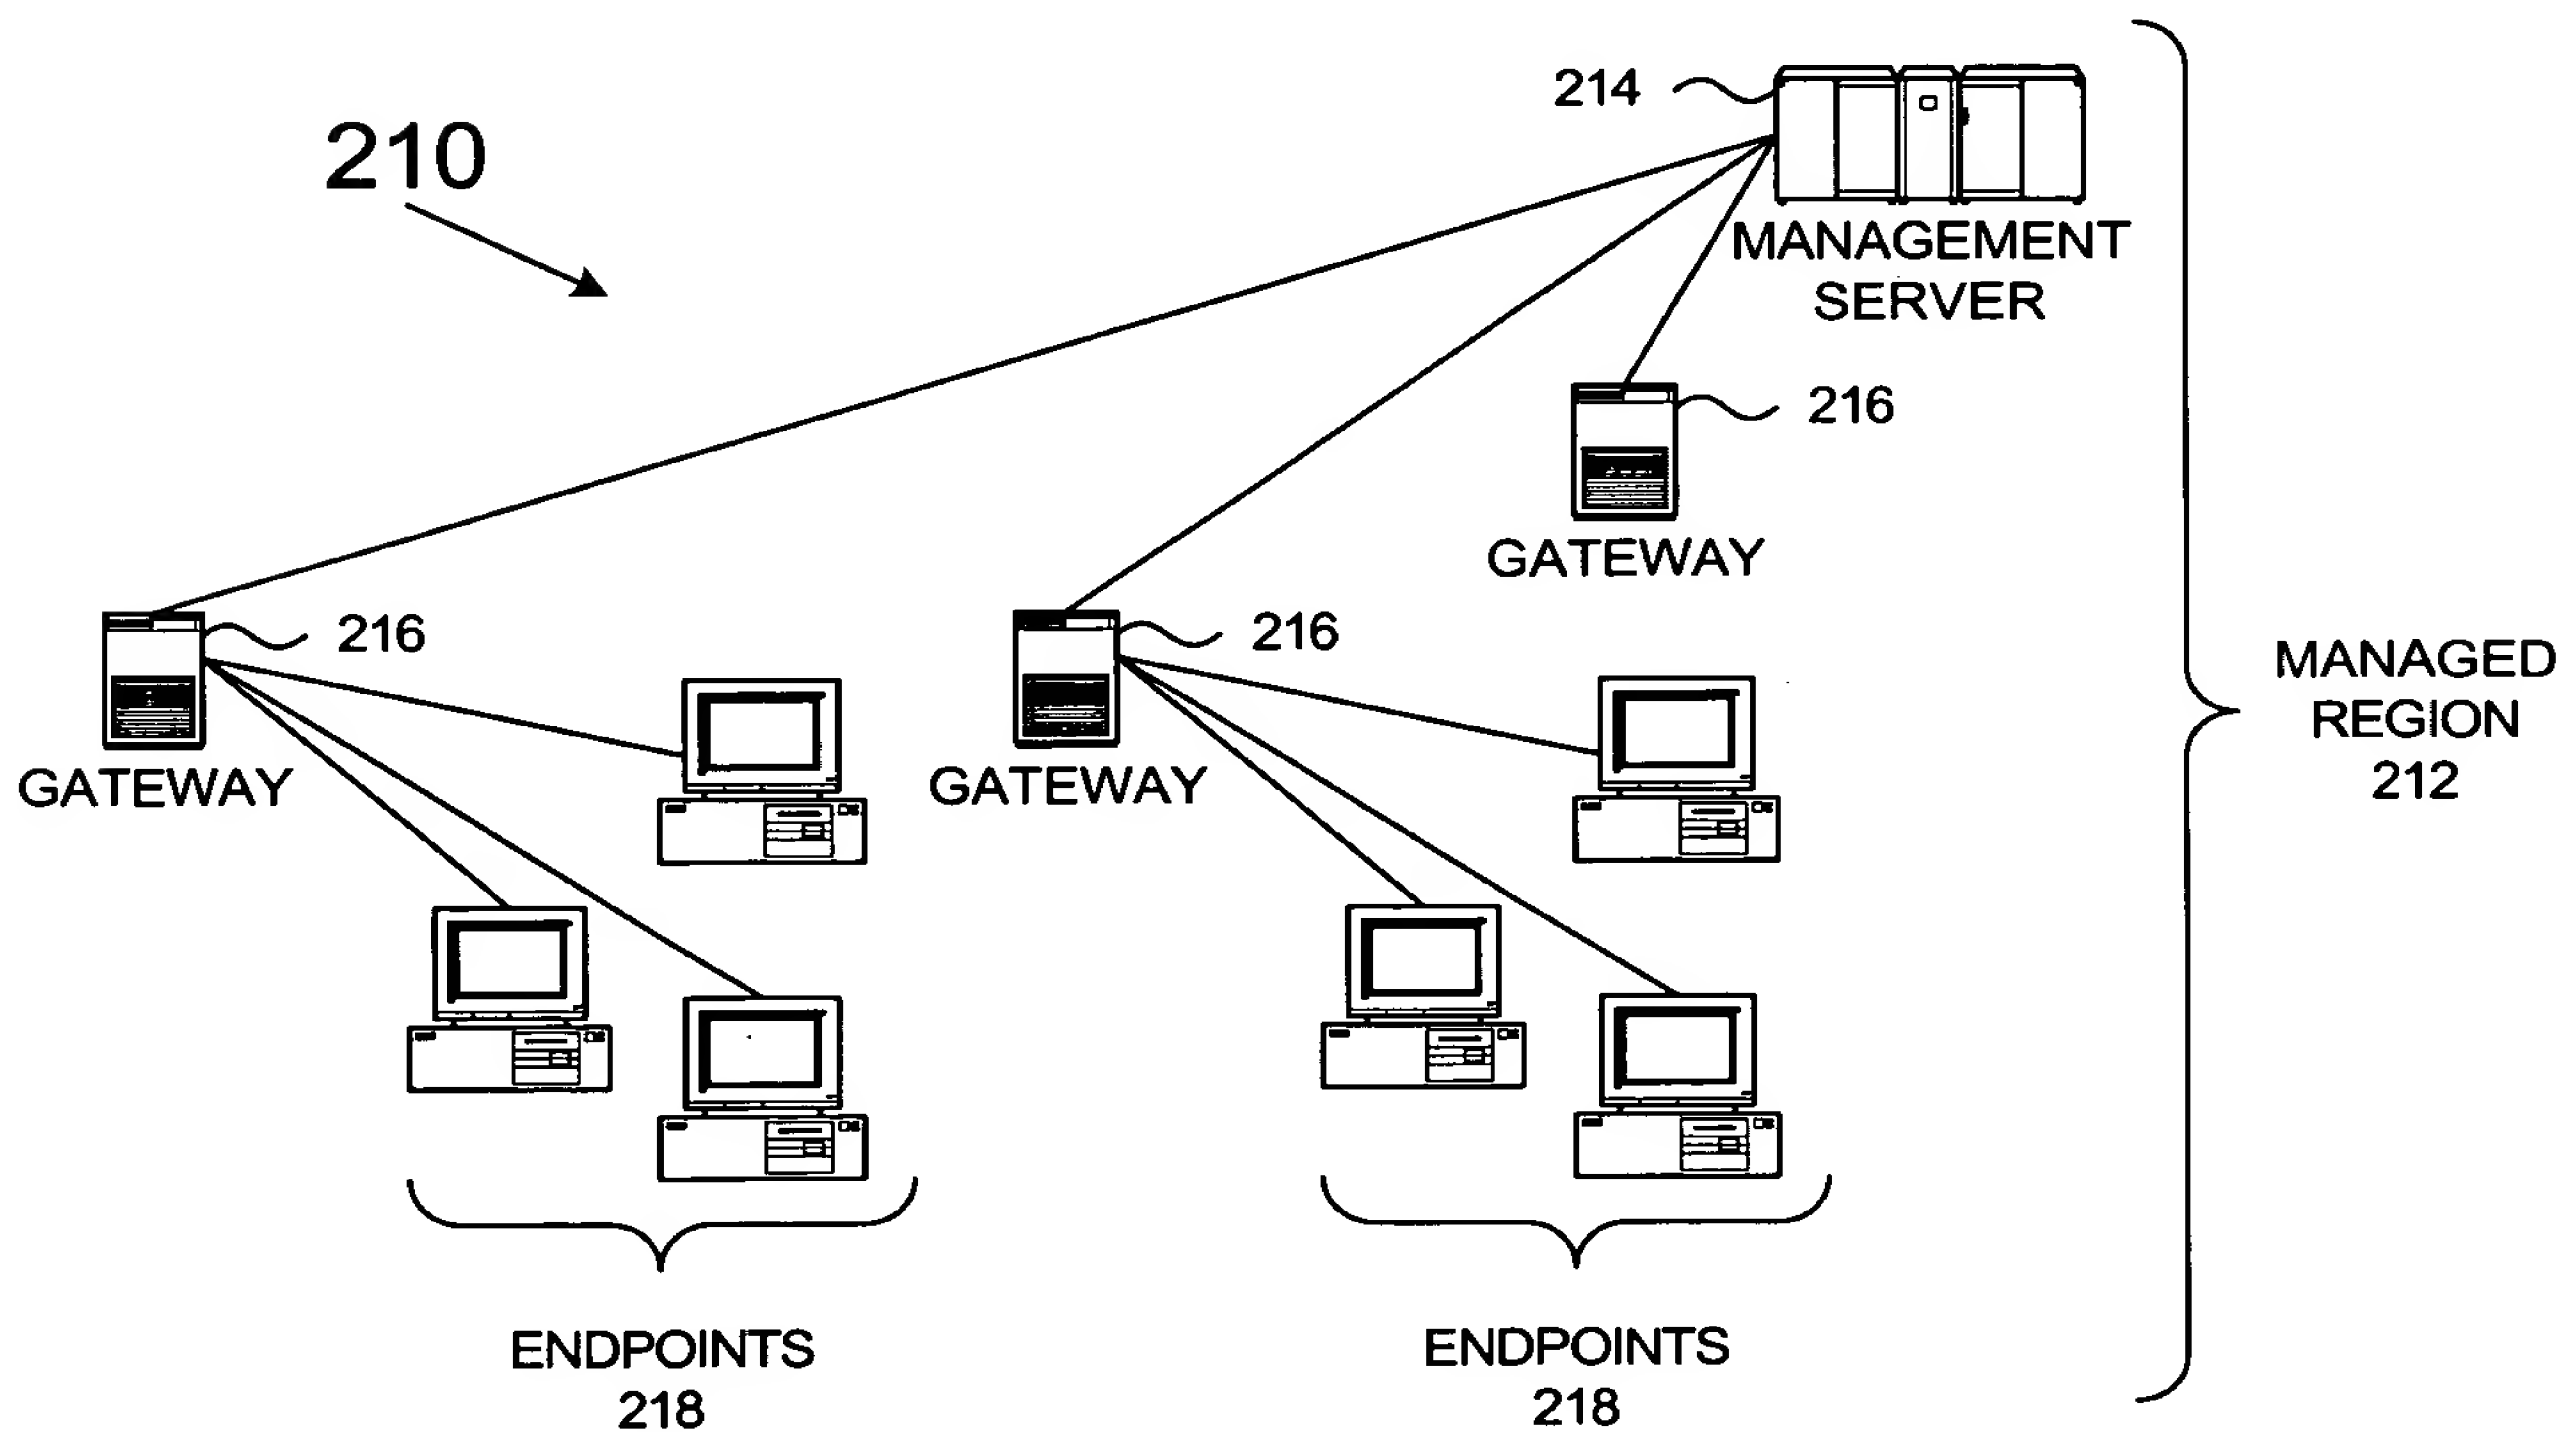 214
210
MANAGEMENT
SERVER
216
GATEWAY
216
GATEWAY
216
GATEWAY
MANAGED
REGION
212
ENDPOINTS
218
ENDPOINTS
218